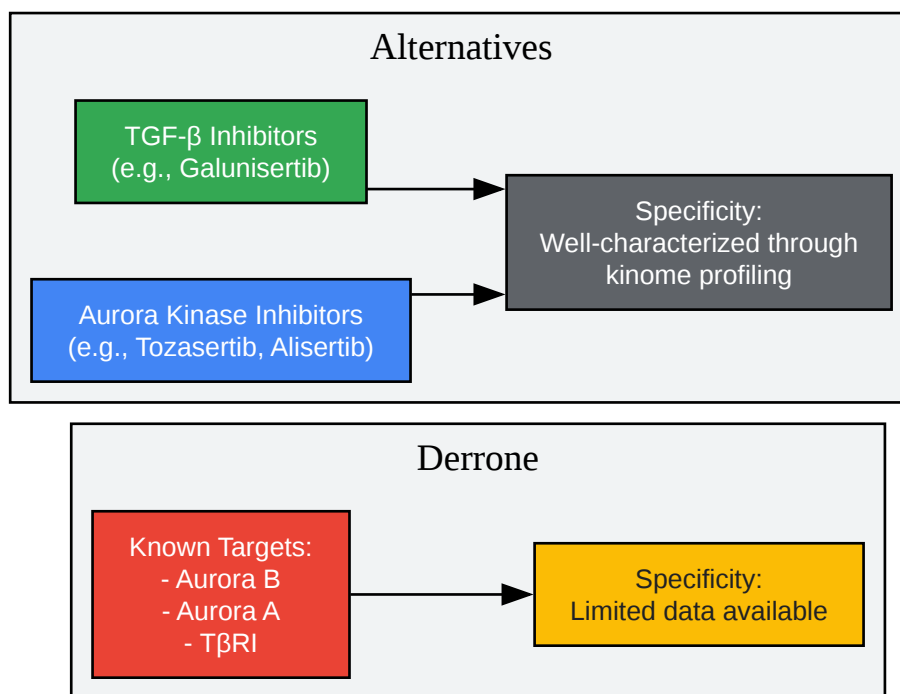 Alternatives
TGF-β Inhibitors
(e.g., Galunisertib)
Specificity:
Well-characterized through
kinome profiling
Aurora Kinase Inhibitors
(e.g., Tozasertib, Alisertib)
Derrone
Known Targets:
- Aurora B
- Aurora A
- TβRI
Specificity:
Limited data available